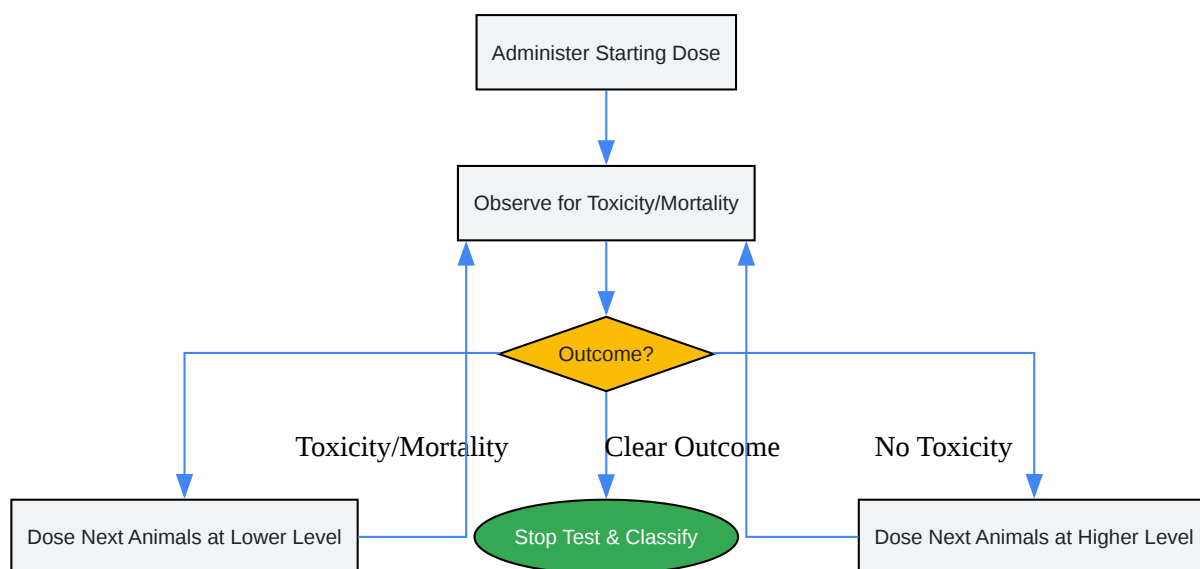 Administer Starting Dose
Observe for Toxicity/Mortality
Outcome?
Toxicity/Mortality
Clear Outcome
No Toxicity
Dose Next Animals at Lower Level
Stop Test & Classify
Dose Next Animals at Higher Level